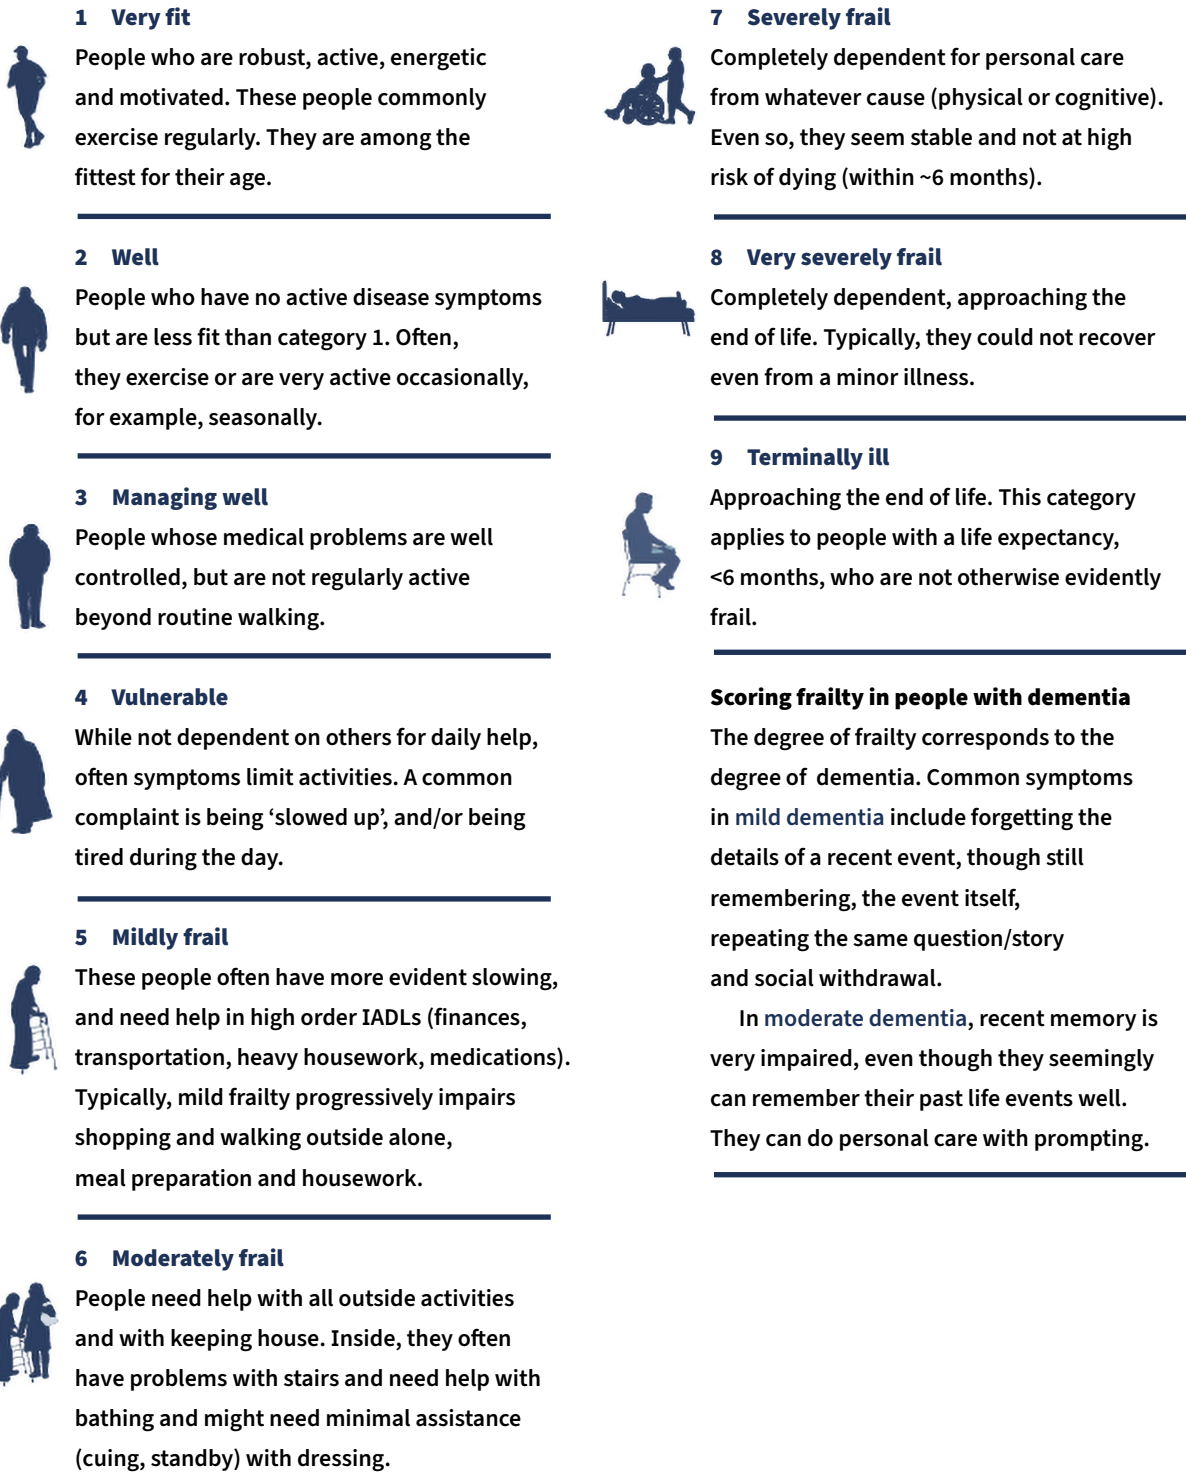 1 Very fit
People who are robust, active, energetic
and motivated. These people commonly
exercise regularly. They are among the
fittest for their age.
2 Well
People who have no active disease symptoms
but are less fit than category 1. Often,
they exercise or are very active occasionally,
for example, seasonally.
3 Managing well
People whose medical problems are well
controlled, but are not regularly active
beyond routine walking.
4 Vulnerable
While not dependent on others for daily help,
often symptoms limit activities. A common
complaint is being ‘slowed up’, and/or being
tired during the day.
5 Mildly frail
These people often have more evident slowing,
and need help in high order IADLs (finances,
transportation, heavy housework, medications).
Typically, mild frailty progressively impairs
shopping and walking outside alone,
meal preparation and housework.
6 Moderately frail
People need help with all outside activities
and with keeping house. Inside, they often
have problems with stairs and need help with
bathing and might need minimal assistance
(cuing, standby) with dressing.
7 Severely frail
Completely dependent for personal care
from whatever cause (physical or cognitive).
Even so, they seem stable and not at high
risk of dying (within ~6 months).
8 Very severely frail
Completely dependent, approaching the
end of life. Typically, they could not recover
even from a minor illness.
9 Terminally ill
Approaching the end of life. This category
applies to people with a life expectancy,
<6 months, who are not otherwise evidently
frail.
Scoring frailty in people with dementia
The degree of frailty corresponds to the
degree of dementia. Common symptoms
in mild dementia include forgetting the
details of a recent event, though still
remembering, the event itself,
repeating the same question/story
and social withdrawal.
In moderate dementia, recent memory is
very impaired, even though they seemingly
can remember their past life events well.
They can do personal care with prompting.